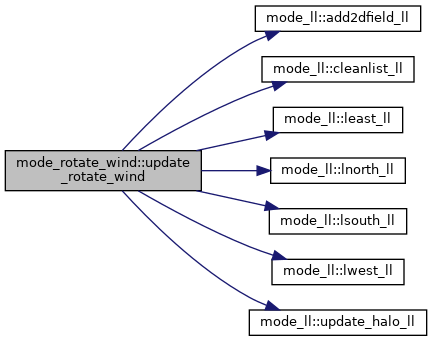 mode_ll::add2dfield_ll
mode_ll::cleanlist_ll
mode_ll::least_ll
mode_rotate_wind::update
_rotate_wind
mode_ll::lnorth_ll
mode_ll::lsouth_ll
mode_ll::lwest_ll
mode_ll::update_halo_ll